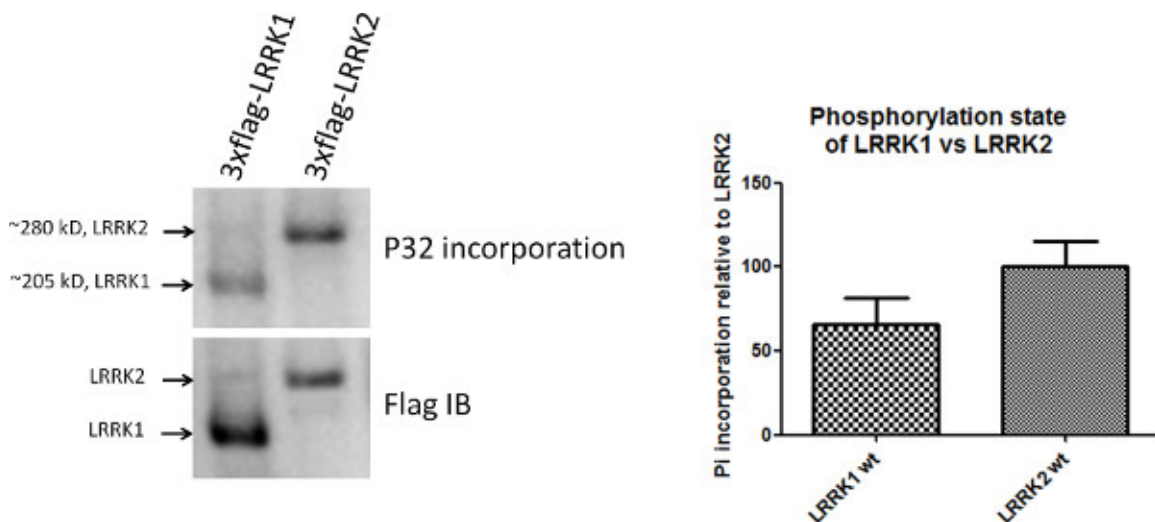 3xflag-LRRK1
3xflag-LRRK2
~280 kD, LRRK2
~205 kD, LRRK1
P32 incorporation
LRRK2
LRRK1
Flag IB
Phosphorylation state
of LRRK1 vs LRRK2
Pi incorporation relative to LRRK2
150
100
50
0
LRRK1 wt
LRRK2 wt